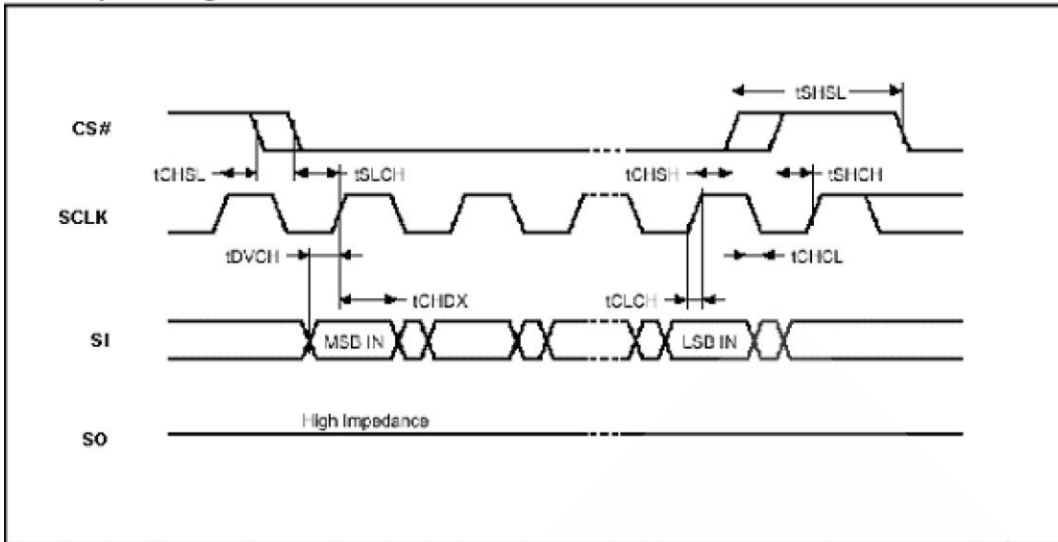 tSHSL
CS#
tCHSL
tSLCH
tCHSH
tSHCH
SCLK
tDVCH
tCHCL
tCHDX
tCLCH
SI
MSB IN
LSB IN
High Impedance
SO